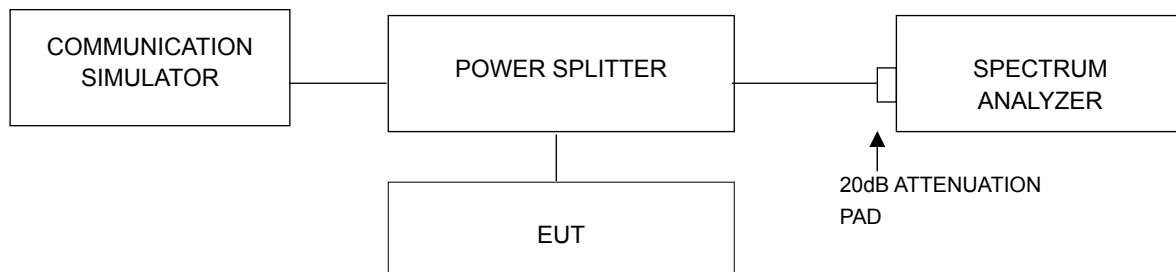 COMMUNICATION
SIMULATOR
POWER SPLITTER
SPECTRUM
ANALYZER
20dB ATTENUATION
PAD
EUT